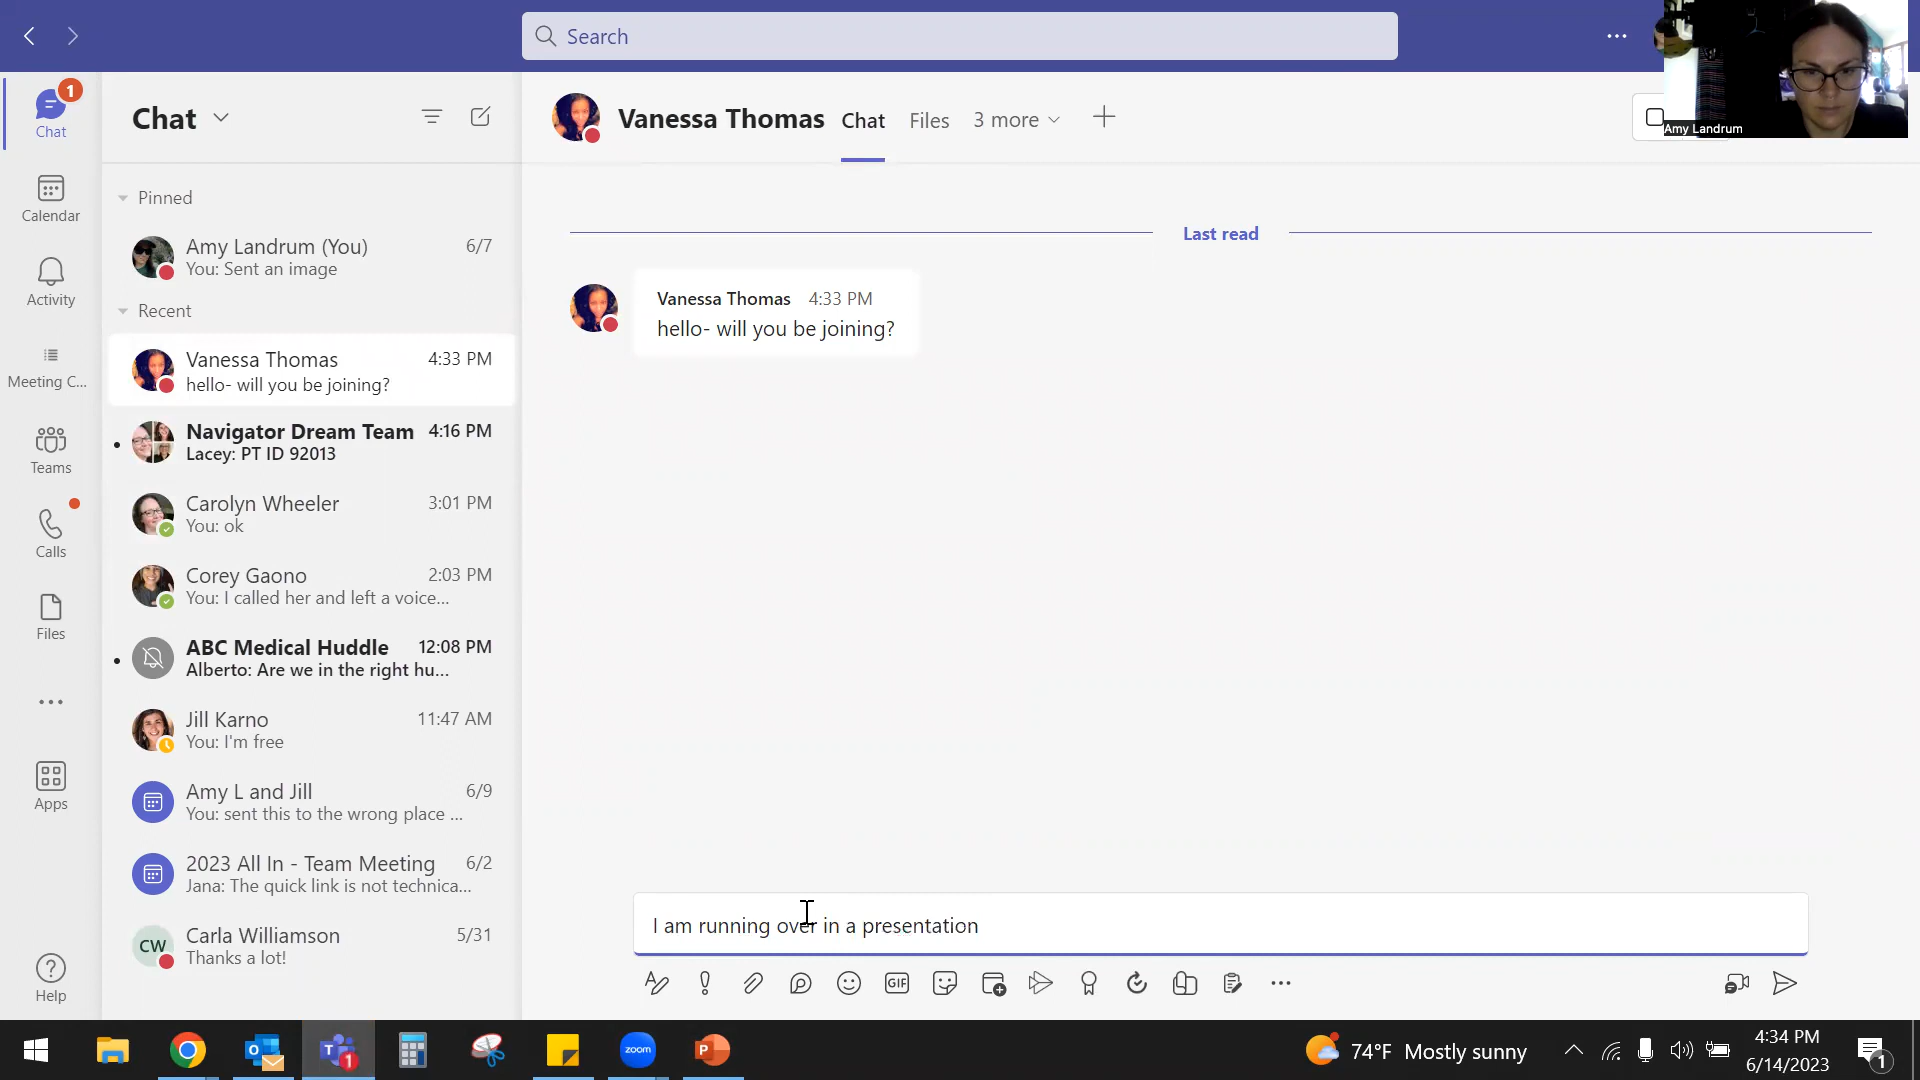 Search
Amy Landrum
1
Chat
Calendar
Activity
Meeting C...
Teams
Calls
Files
Apps
Help
Chat
Pinned
Amy Landrum (You) 6/7
You: Sent an image
Recent
Vanessa Thomas 4:33 PM
hello- will you be joining?
Navigator Dream Team 4:16 PM
Lacey: PT ID 92013
Carolyn Wheeler 3:01 PM
You: ok
Corey Gaono 2:03 PM
You: I called her and left a voice...
ABC Medical Huddle 12:08 PM
Alberto: Are we in the right hu...
Jill Karno 11:47 AM
You: I'm free
Amy L and Jill 6/9
You: sent this to the wrong place ...
2023 All In - Team Meeting 6/2
Jana: The quick link is not technica...
CW
Carla Williamson 5/31
Thanks a lot!
Vanessa Thomas Chat Files 3 more
Last read
Vanessa Thomas 4:33 PM
hello- will you be joining?
I am running over in a presentation
GIF
O
T 1
zoom
P
74°F Mostly sunny
4:34 PM
6/14/2023
1